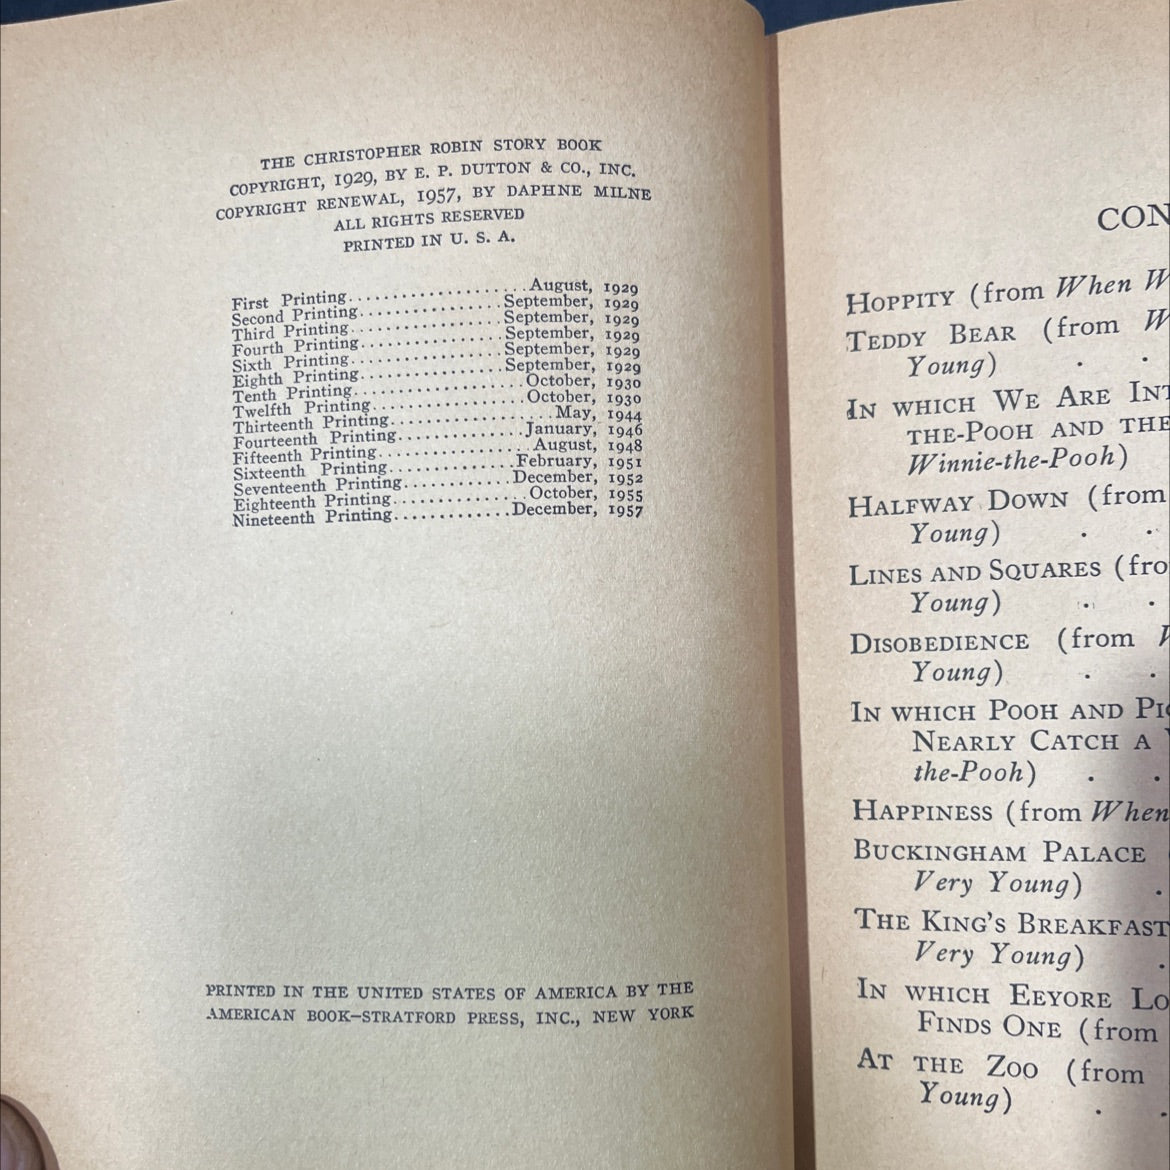 THE CHRISTOPHER ROBIN STORY BOOK
COPYRIGHT, 1929, BY E. P. DUTTON & CO., INC.
COPYRIGHT RENEWAL, 1957, BY DAPHNE MILNE
ALL RIGHTS RESERVED
PRINTED IN U. S. A.
First Printing....................August, 1929
Second Printing................September, 1929
Third Printing.................September, 1929
Fourth Printing................September, 1929
Sixth Printing.................September, 1929
Eighth Printing................September, 1929
Tenth Printing...................October, 1930
Twelfth Printing.................October, 1930
Thirteenth Printing..................May, 1944
Fourteenth Printing..............January, 1946
Fifteenth Printing................August, 1948
Sixteenth Printing..............February, 1951
Seventeenth Printing............December, 1952
Eighteenth Printing..............October, 1955
Nineteenth Printing.............December, 1957
PRINTED IN THE UNITED STATES OF AMERICA BY THE
AMERICAN BOOK–STRATFORD PRESS, INC., NEW YORK
CON
HOPPITY (from When W
TEDDY BEAR (from W
Young) . .
IN WHICH WE ARE INT
THE-POOH AND THE
Winnie-the-Pooh)
HALFWAY DOWN (from
Young) . .
LINES AND SQUARES (fro
Young) . .
DISOBEDIENCE (from W
Young) . .
IN WHICH POOH AND PIG
NEARLY CATCH A
the-Pooh) . .
HAPPINESS (from When
BUCKINGHAM PALACE (
Very Young) .
THE KING'S BREAKFAST
Very Young) .
IN WHICH EEYORE LO
FINDS ONE (from
AT THE ZOO (from
Young) . .